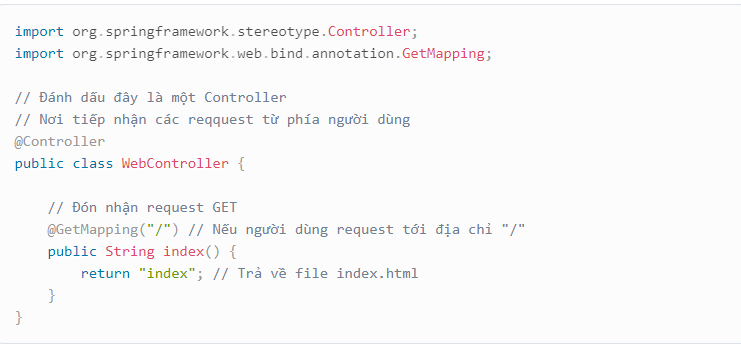 import org.springframework.stereotype.Controller;
import org.springframework.web.bind.annotation.GetMapping;
// Đánh dấu đây là một Controller
// Nơi tiếp nhận các reqquest từ phía người dùng
@Controller
public class WebController {
// Đón nhận request GET
@GetMapping("/") // Nếu người dùng request tới địa chỉ "/"
public String index() {
return "index"; // Trả về file index.html
}
}